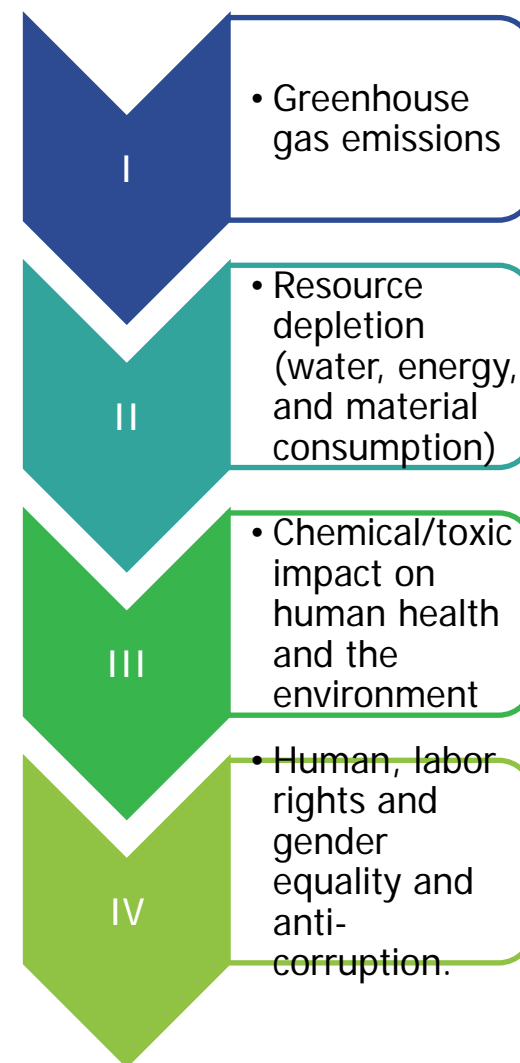 I
• Greenhouse
gas emissions
II
• Resource
depletion
(water, energy,
and material
consumption)
III
• Chemical/toxic
impact on
human health
and the
environment
IV
• Human, labor
rights and
gender
equality and
anti-
corruption.